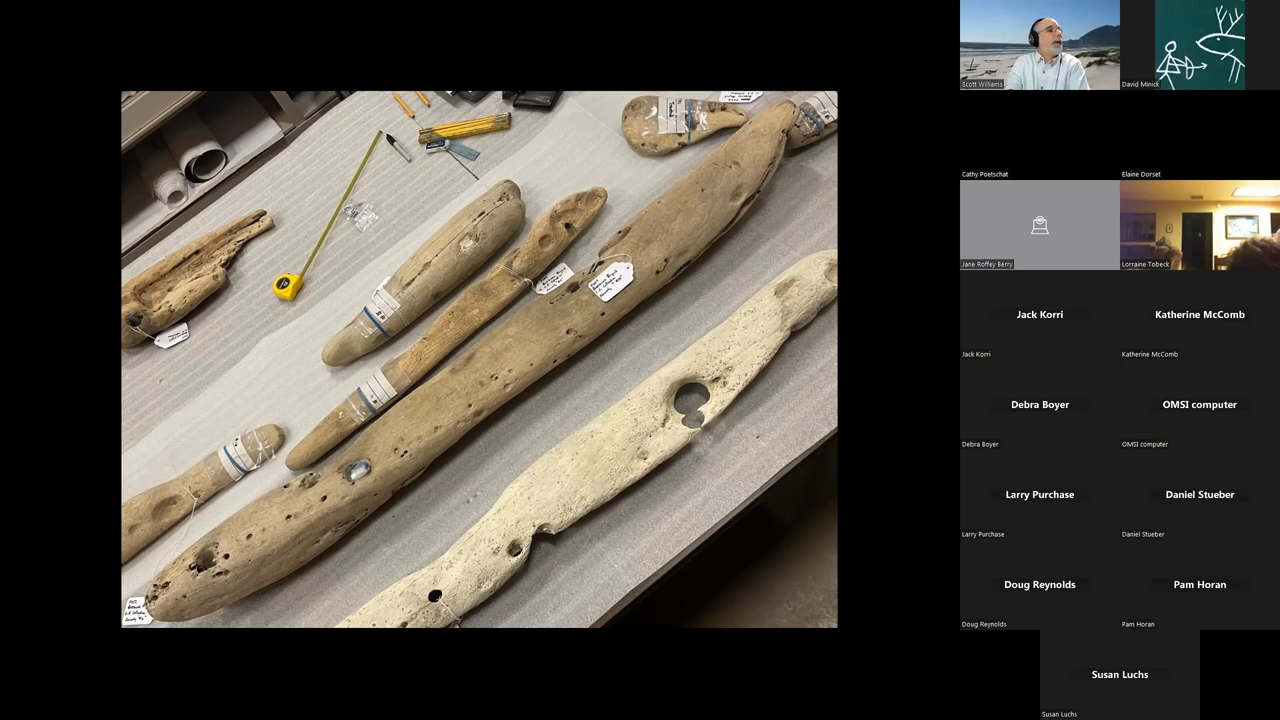 Scott Williams
David Minick
Cathy Poetschat
Elaine Dorset
Jane Roffey Berry
Lorraine Tobeck
Jack Korri
Katherine McComb
Jack Korri
Katherine McComb
Debra Boyer
OMSI computer
Debra Boyer
OMSI computer
Larry Purchase
Daniel Stueber
Larry Purchase
Daniel Stueber
Doug Reynolds
Pam Horan
Doug Reynolds
Pam Horan
Susan Luchs
Susan Luchs